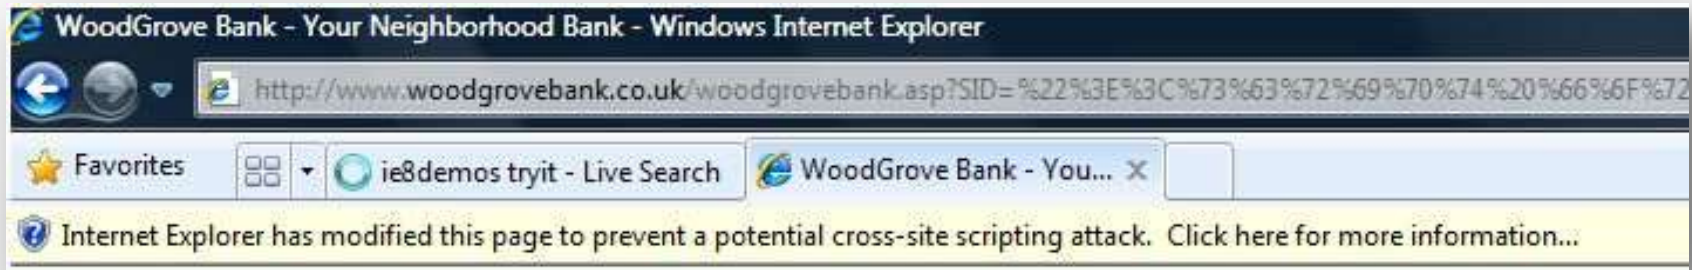 WoodGrove Bank - Your Neighborhood Bank - Windows Internet Explorer
http://www.woodgrovebank.co.uk/woodgrovebank.asp?SID=%22%3E%3C%73%63%72%69%70%74%20%66%6F%72
Favorites ie8demos tryit - Live Search WoodGrove Bank - You...
Internet Explorer has modified this page to prevent a potential cross-site scripting attack. Click here for more information...